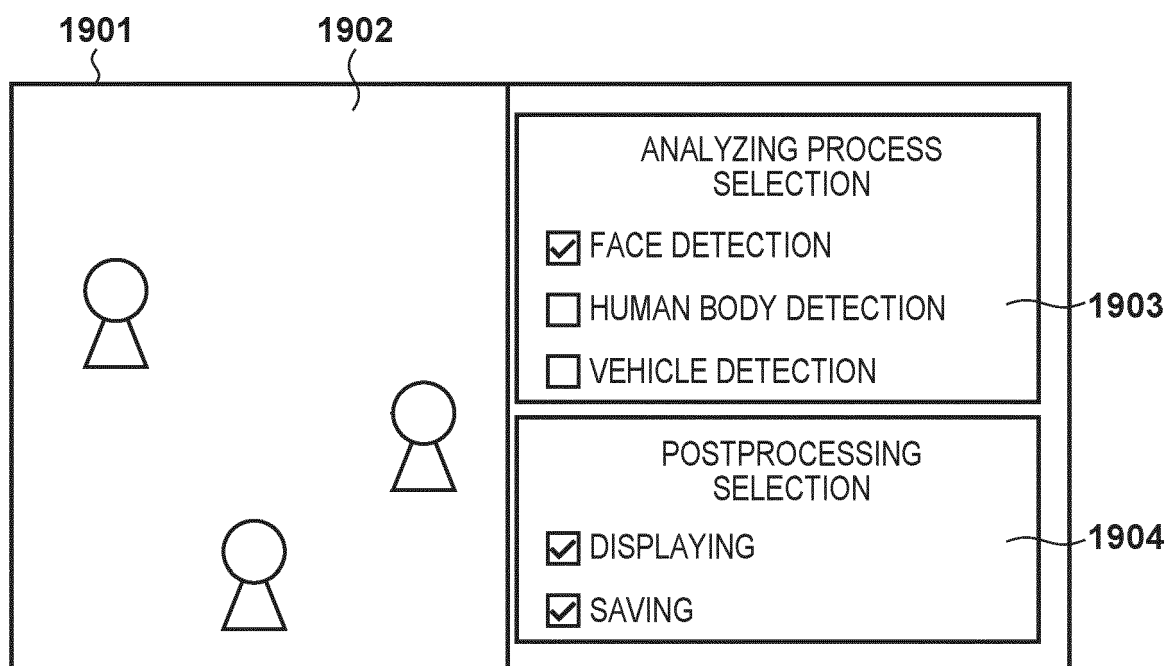 1901
1902
ANALYZING PROCESS
SELECTION
FACE DETECTION
HUMAN BODY DETECTION
1903
VEHICLE DETECTION
POSTPROCESSING
SELECTION
DISPLAYING
1904
SAVING